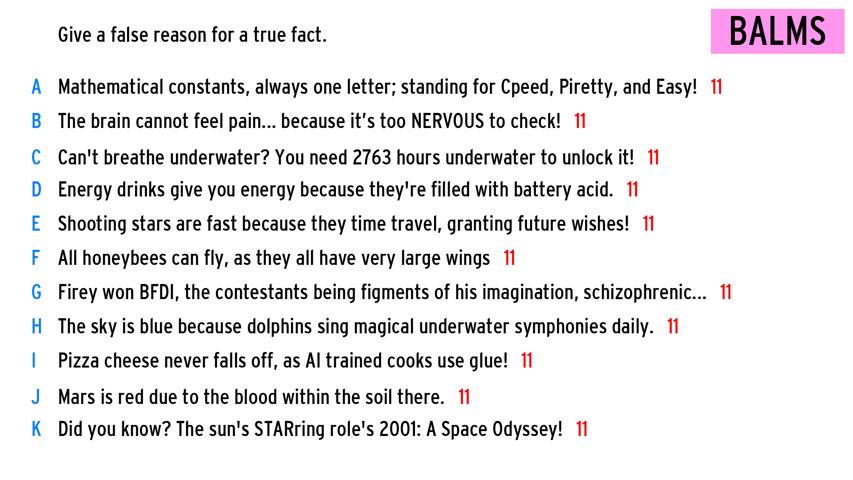 Give a false reason for a true fact.
BALMS
A Mathematical constants, always one letter; standing for Cpeed, Piretty, and Easy! 11
B The brain cannot feel pain... because it's too NERVOUS to check! 11
C Can't breathe underwater? You need 2763 hours underwater to unlock it! 11
D Energy drinks give you energy because they're filled with battery acid. 11
E Shooting stars are fast because they time travel, granting future wishes! 11
F All honeybees can fly, as they all have very large wings 11
G Firey won BFDI, the contestants being figments of his imagination, schizophrenic... 11
H The sky is blue because dolphins sing magical underwater symphonies daily. 11
I Pizza cheese never falls off, as AI trained cooks use glue! 11
J Mars is red due to the blood within the soil there. 11
K Did you know? The sun's STARring role's 2001: A Space Odyssey! 11